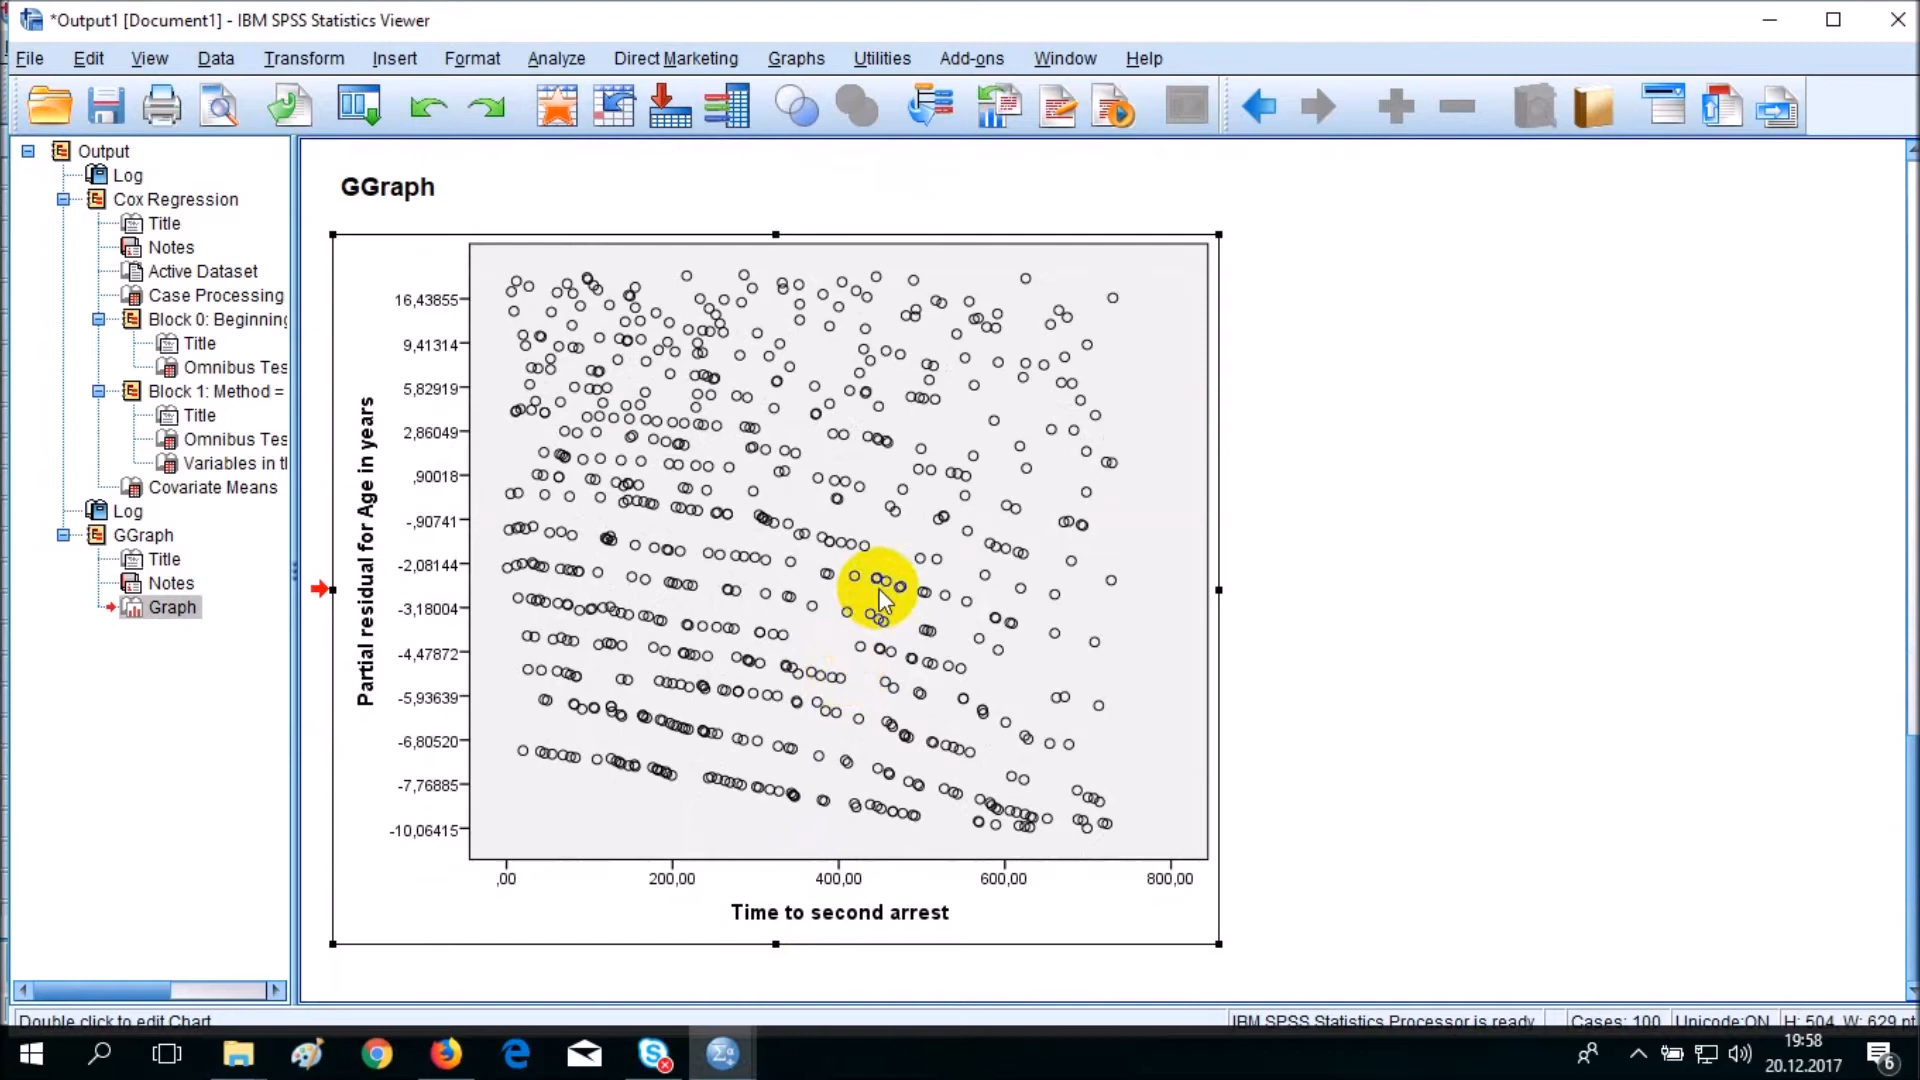 *Output1 [Document1] - IBM SPSS Statistics Viewer
File Edit View Data Transform Insert Format Analyze Direct Marketing Graphs Utilities Add-ons Window Help
Output
Log
Cox Regression
Title
Notes
Active Dataset
Case Processing
Block 0: Beginning
Title
Omnibus Tes
Block 1: Method =
Title
Omnibus Tes
Variables in t
Covariate Means
Log
GGraph
Title
Notes
Graph
GGraph
Partial residual for Age in years
16,43855
9,41314
5,82919
2,86049
,90018
-,90741
-2,08144
-3,18004
-4,47872
-5,93639
-6,80520
-7,76885
-10,06415
,00 200,00 400,00 600,00 800,00
Time to second arrest
Double click to edit Chart
IBM SPSS Statistics Processor is ready Cases: 100 Unicode:ON H: 504, W: 629 pt
19:58
20.12.2017
6